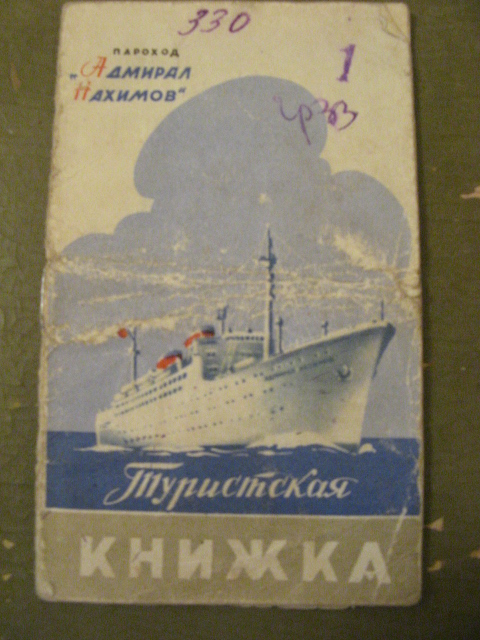 330
ПАРОХОД
„АДМИРАЛ
НАХИМОВ"
1
Туристская
КНИЖКА